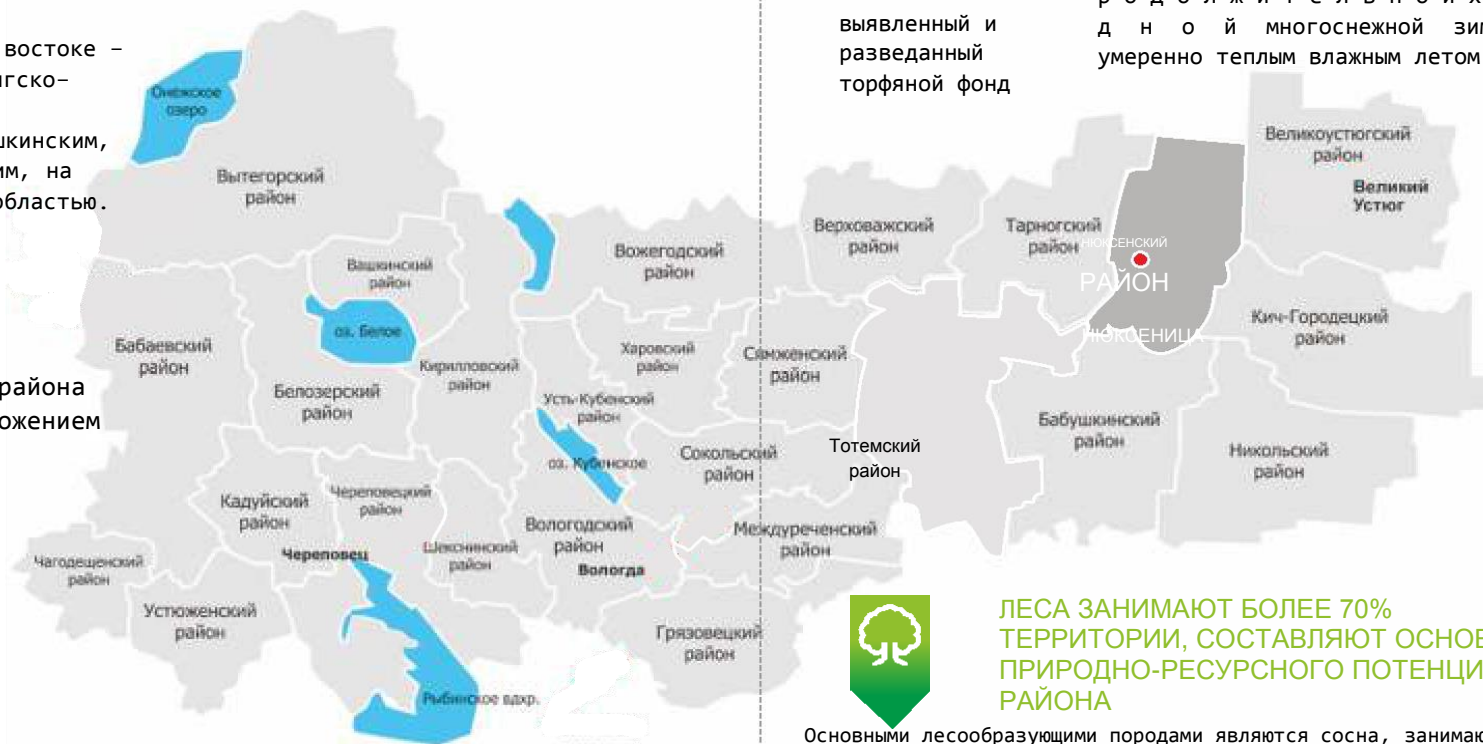 востоке –
гско–
шкинским,
им, на
областью.
района
ожением
выявленный и
разведанный
торфяной фонд
д н о й многоснежной зим
умеренно теплым влажным летом
Онежское
озеро
Вытегорский
район
Вашкинский
район
оз. Белое
Бабаевский
район
Белозерский
район
Кирилловский
район
Вожегодский
район
Харовский
район
Усть-Кубенский
район
оз. Кубенское
Сямженский
район
Сокольский
район
Верховажский
район
Тарногский
район
НЮКСЕНСКИЙ
РАЙОН
НЮКСЕНИЦА
Великоустюгский
район
Великий
Устюг
Кич-Городецкий
район
Бабушкинский
район
Никольский
район
Тотемский
район
Междуреченский
район
Кадуйский
район
Череповецкий
район
Череповец
Шекснинский
район
Вологодский
район
Вологда
Чагодещенский
район
Устюженский
район
Грязовецкий
район
Рыбинское вдхр.
ЛЕСА ЗАНИМАЮТ БОЛЕЕ 70%
ТЕРРИТОРИИ, СОСТАВЛЯЮТ ОСНОВ
ПРИРОДНО-РЕСУРСНОГО ПОТЕНЦИ
РАЙОНА
Основными лесообразующими породами являются сосна, занимаю